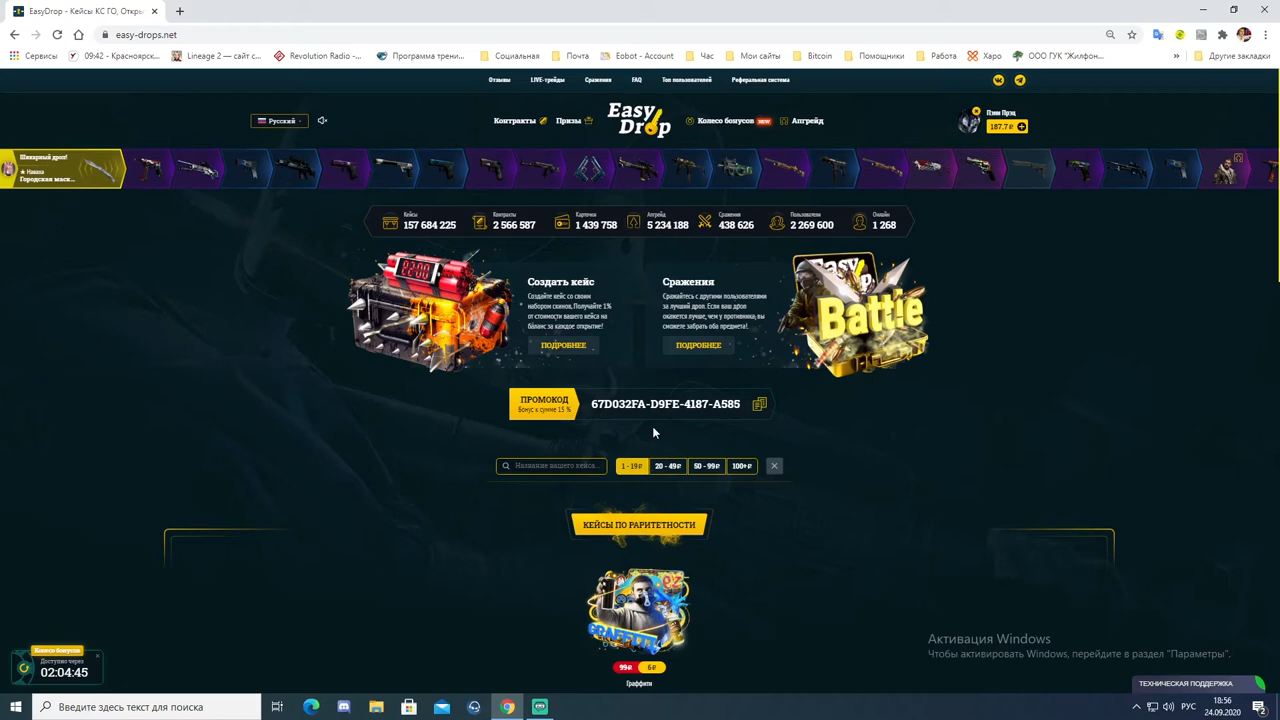 EasyDrop - Кейсы КС ГО, Откры
easy-drops.net
Сервисы
09:42 - Красноярск...
Lineage 2 — сайт с...
Revolution Radio –...
Программа трени...
Социальная
Почта
Eobot - Account
Час
Мои сайты
Bitcoin
Помощники
Работа
Харо
ООО ГУК "Жилфон...
»
Другие закладки
Отзывы
LIVE-трейды
Сражения
FAQ
Топ пользователей
Реферальная система
Русский
Контракты
Призы
Easy Drop
Колесо бонусов NEW
Апгрейд
187.7 ₽
Шикарный дроп!
★ Наваха
Городская маск...
Кейсы
157 684 225
Контракты
2 566 587
Карточки
1 439 758
Апгрейд
5 234 188
Сражения
438 626
Пользователи
2 269 600
Онлайн
1 268
Создать кейс
Создайте кейс со своим
набором скинов. Получайте 1%
от стоимости вашего кейса на
баланс за каждое открытие!
ПОДРОБНЕЕ
Сражения
Сражайтесь с другими пользователями
за лучший дроп. Если ваш дроп
окажется лучше, чем у противника, вы
сможете забрать оба предмета!
ПОДРОБНЕЕ
Battle
ПРОМОКОД
Бонус к сумме 15 %
67D032FA-D9FE-4187-A585
Название вашего кейса...
1 - 19₽
20 - 49₽
50 - 99₽
100+₽
КЕЙСЫ ПО РАРИТЕТНОСТИ
GRAFFITI
99₽
6₽
Граффити
Колесо бонусов
Доступно через
02:04:45
Активация Windows
Чтобы активировать Windows, перейдите в раздел "Параметры".
ТЕХНИЧЕСКАЯ ПОДДЕРЖКА
Введите здесь текст для поиска
РУС
18:56
24.09.2020
2